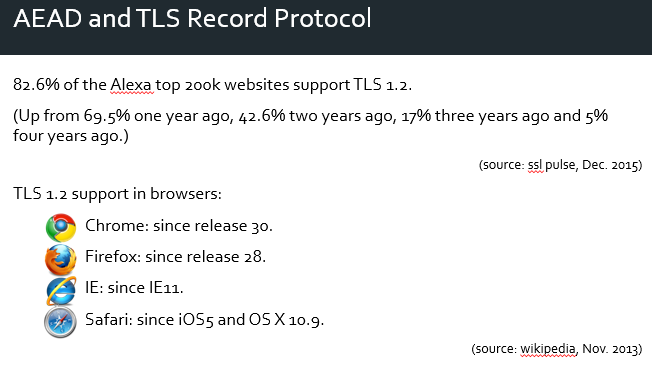 AEAD and TLS Record Protocol
82.6% of the Alexa top 200k websites support TLS 1.2.
(Up from 69.5% one year ago, 42.6% two years ago, 17% three years ago and 5%
four years ago.)
(source: ssl pulse, Dec. 2015)
TLS 1.2 support in browsers:
Chrome: since release 30.
Firefox: since release 28.
IE: since IE11.
Safari: since iOS5 and OS X 10.9.
(source: wikipedia, Nov. 2013)